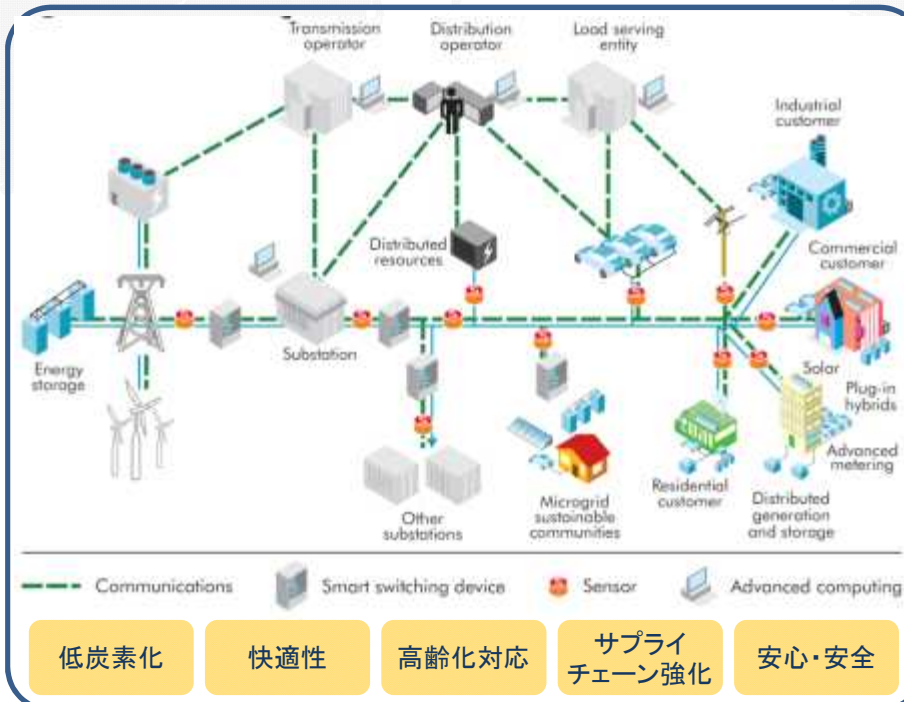 Transmission
operator
Distribution
operator
Load serving
entity
Industrial
customer
Distributed
resources
Commercial
customer
Energy
storage
Substation
Solar
Plug-in
hybrids
Advanced
metering
Other
substations
Microgrid
sustainable
communities
Residential
customer
Distributed
generation
and storage
Communications
Smart switching device
Sensor
Advanced computing
低炭素化
快適性
高齢化対応
サプライ
チェーン強化
安心・安全